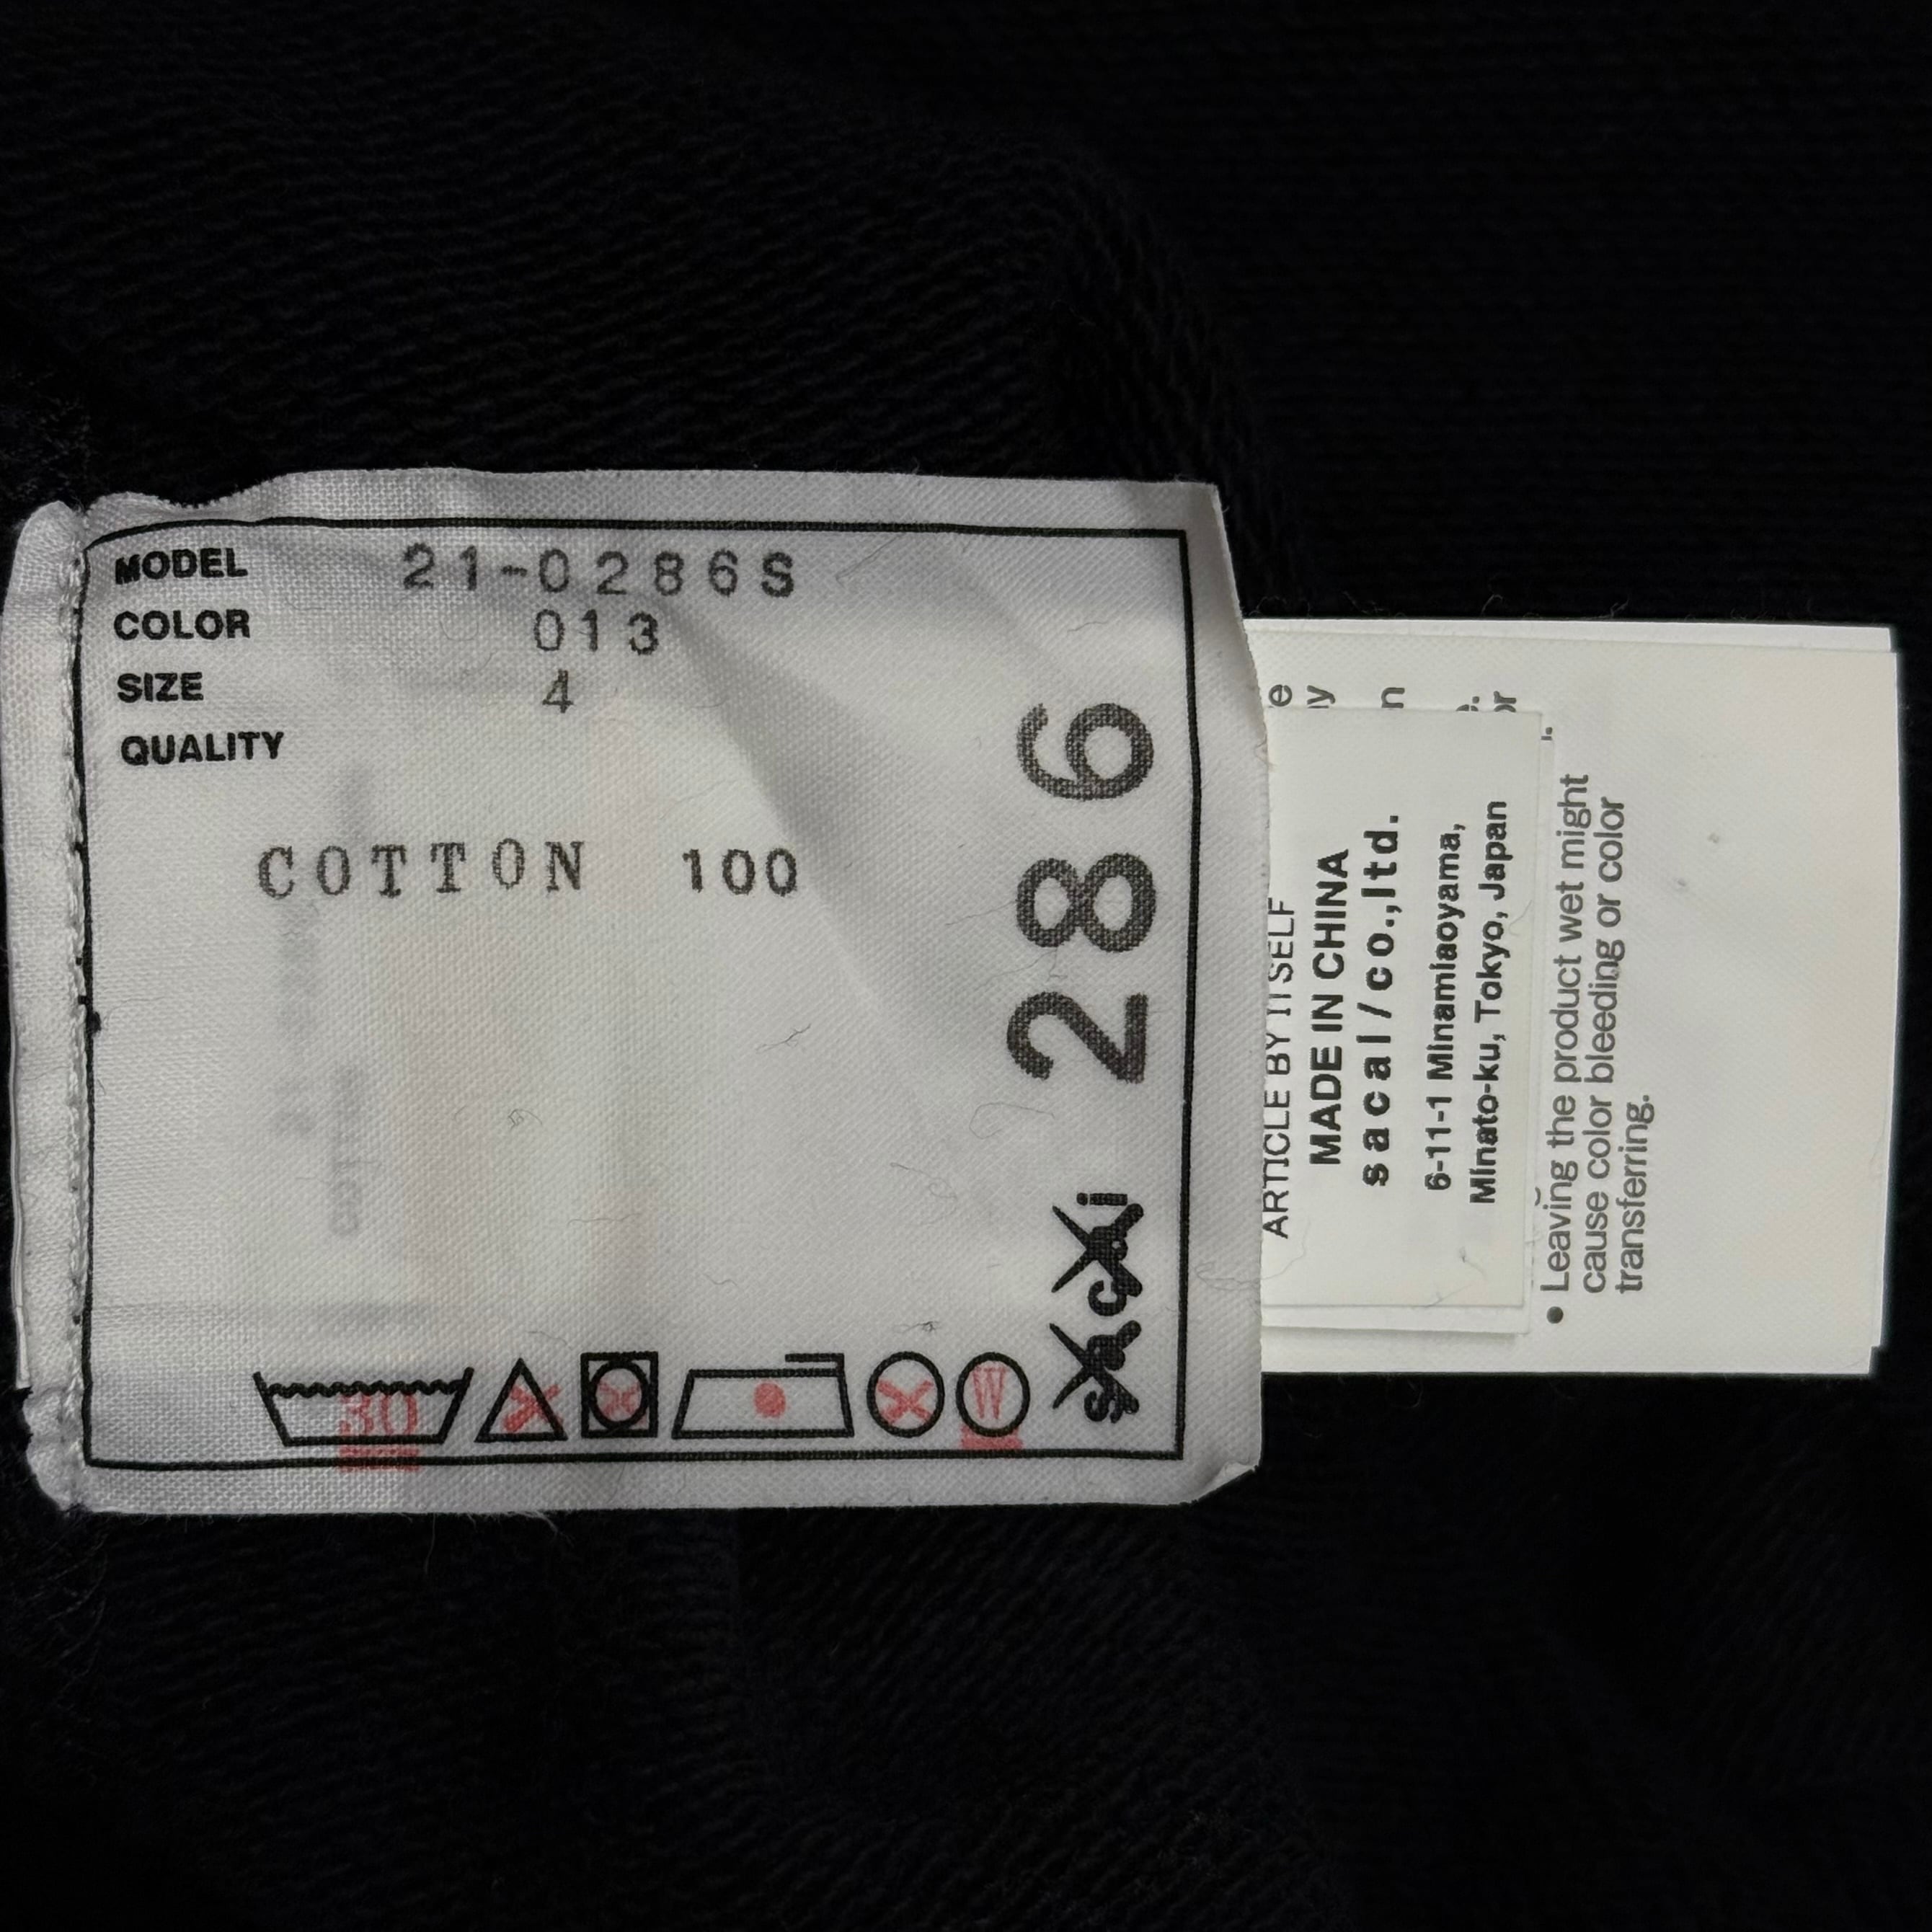 MODEL 21-0286S
COLOR 013
SIZE 4
QUALITY
COTTON 100
286
sacai
30
W
ARTICLE BY ITSELF
MADE IN CHINA
sacai/co.,ltd.
6-11-1 Minamiaoyama,
Minato-ku, Tokyo, Japan
• Leaving the product wet might
cause color bleeding or color
transferring.